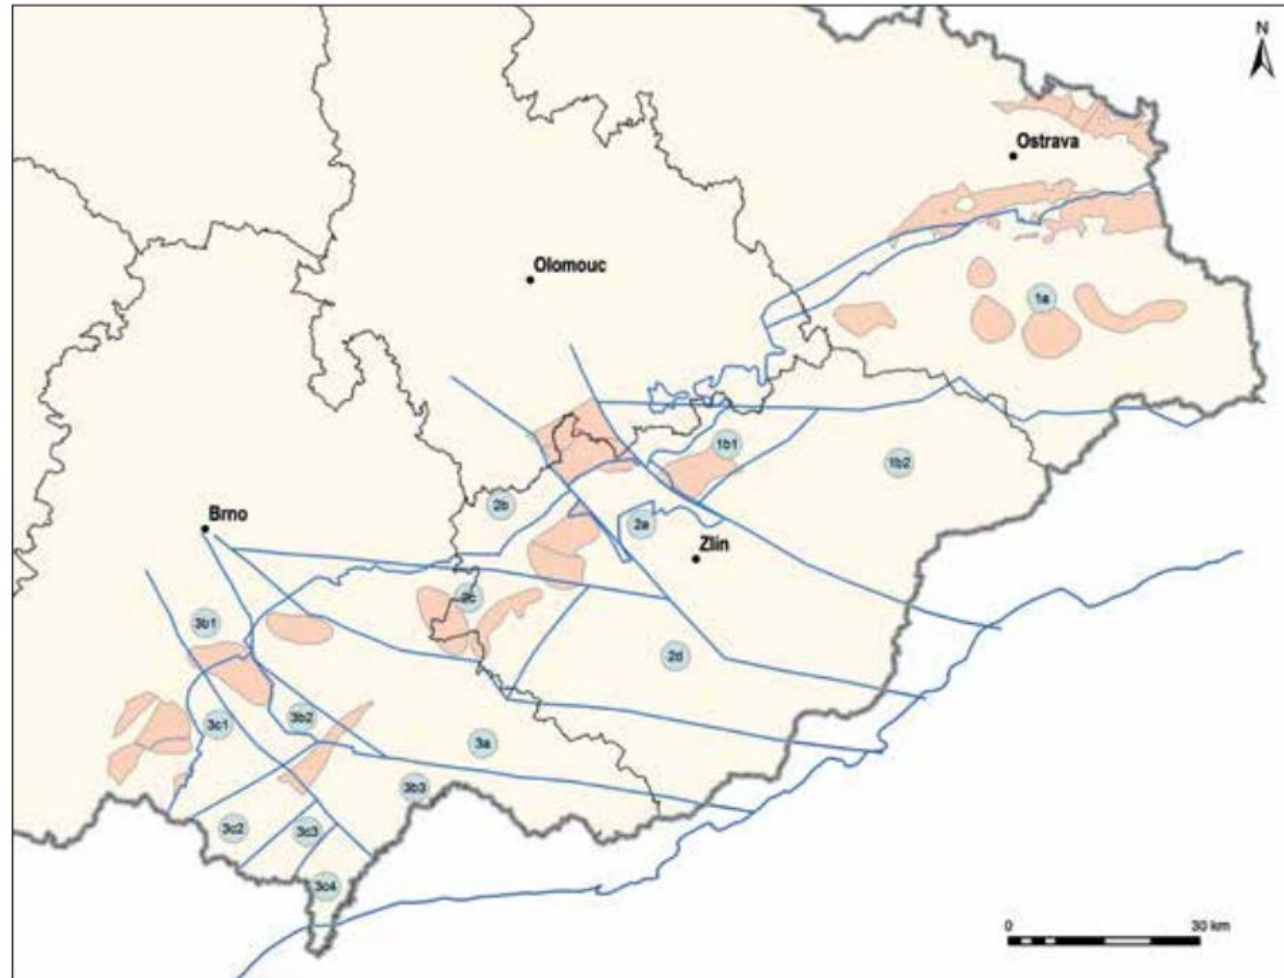 N
Ostrava
Olomouc
1a
1b1
1b2
2b
Brno
2a
Zlín
2c
3b1
2d
3c1
3b2
3a
3b3
3c2
3c3
3c4
0 30 km